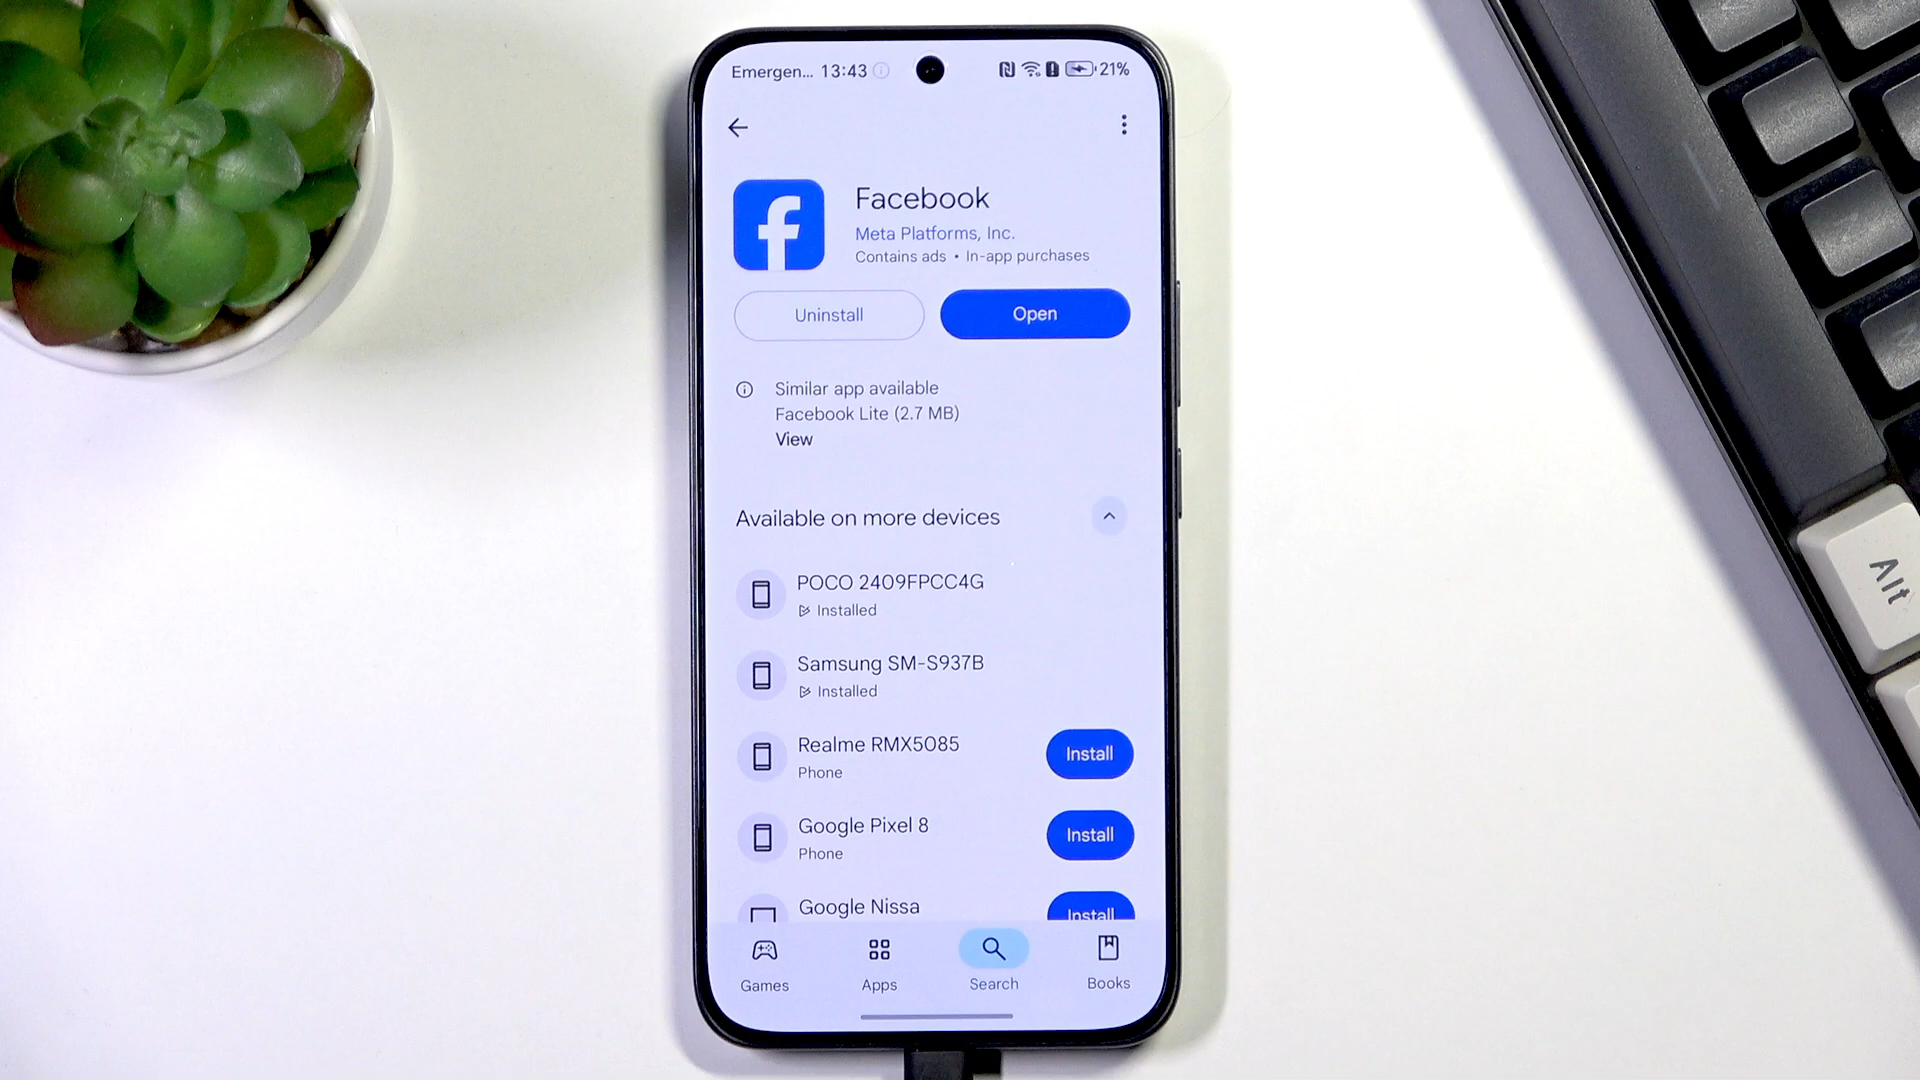 Emergen... 13:43 21%
Facebook
Meta Platforms, Inc.
Contains ads • In-app purchases
Uninstall Open
Similar app available
Facebook Lite (2.7 MB)
View
Available on more devices
POCO 2409FPCC4G
Installed
Samsung SM-S937B
Installed
Realme RMX5085
Phone
Install
Google Pixel 8
Phone
Install
Google Nissa
Install
Games Apps Search Books
Alt